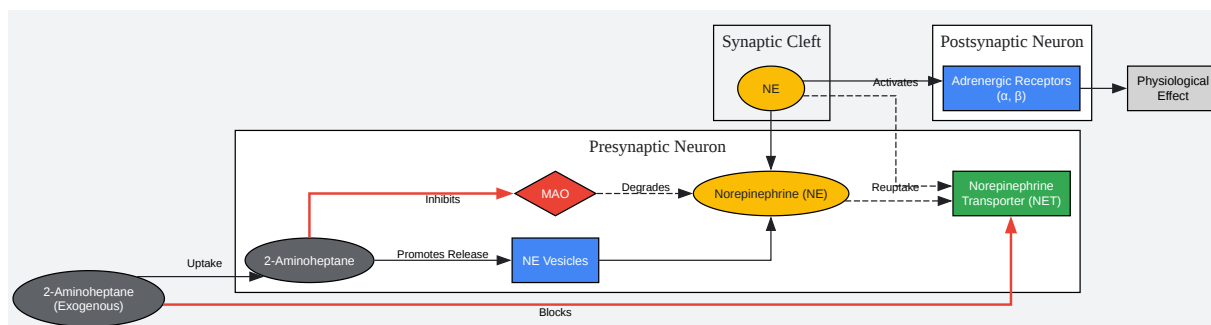 Synaptic Cleft
Postsynaptic Neuron
NE
Activates
Adrenergic Receptors
(α, β)
Physiological
Effect
Presynaptic Neuron
Inhibits
MAO
Degrades
Norepinephrine (NE)
Reuptake
Norepinephrine
Transporter (NET)
2-Aminoheptane
Promotes Release
NE Vesicles
Uptake
2-Aminoheptane
(Exogenous)
Blocks